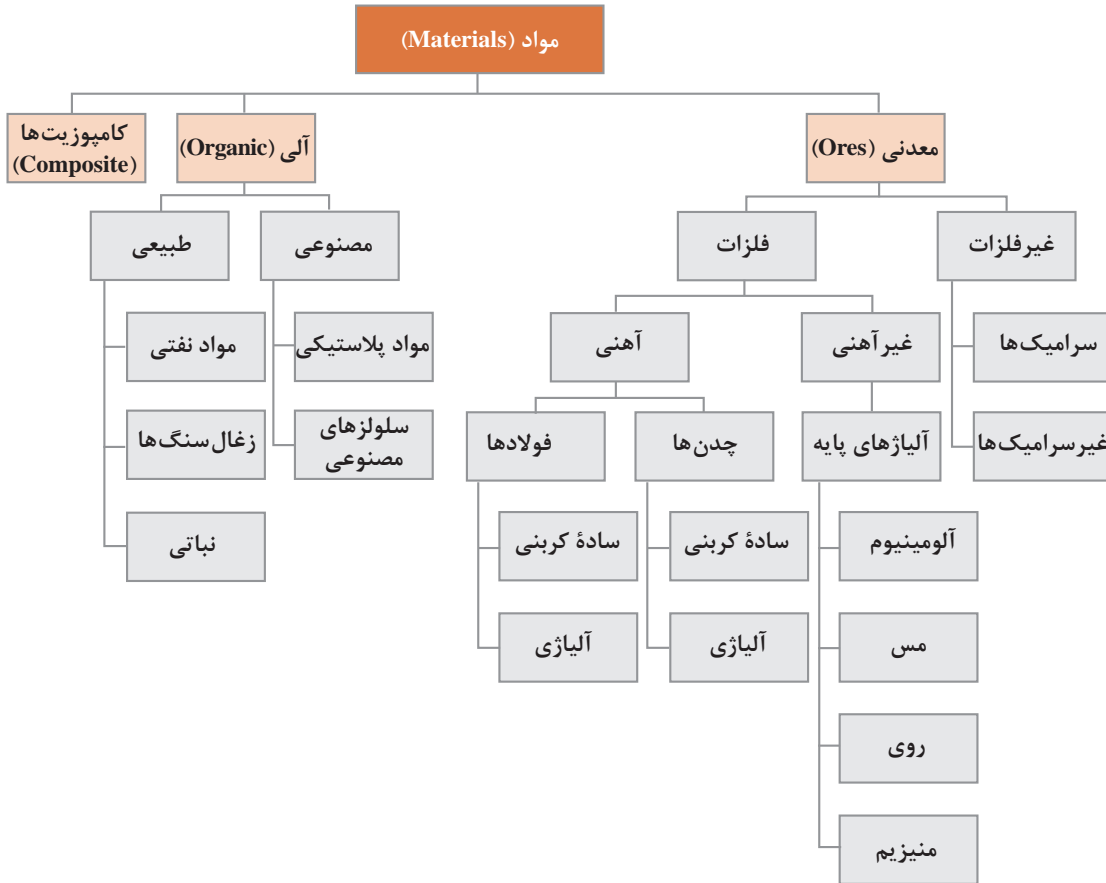 مواد (Materials)
معدنی (Ores)
آلی (Organic)
کامپوزیت‌ها
(Composite)
غیرفلزات
فلزات
مصنوعی
طبیعی
سرامیک‌ها
غیرآهنی
آهنی
مواد پلاستیکی
مواد نفتی
غیرسرامیک‌ها
آلیاژهای پایه
چدن‌ها
فولادها
سلولزهای
مصنوعی
زغال‌سنگ‌ها
آلومینیوم
سادهٔ کربنی
سادهٔ کربنی
نباتی
مس
آلیاژی
آلیاژی
روی
منیزیم